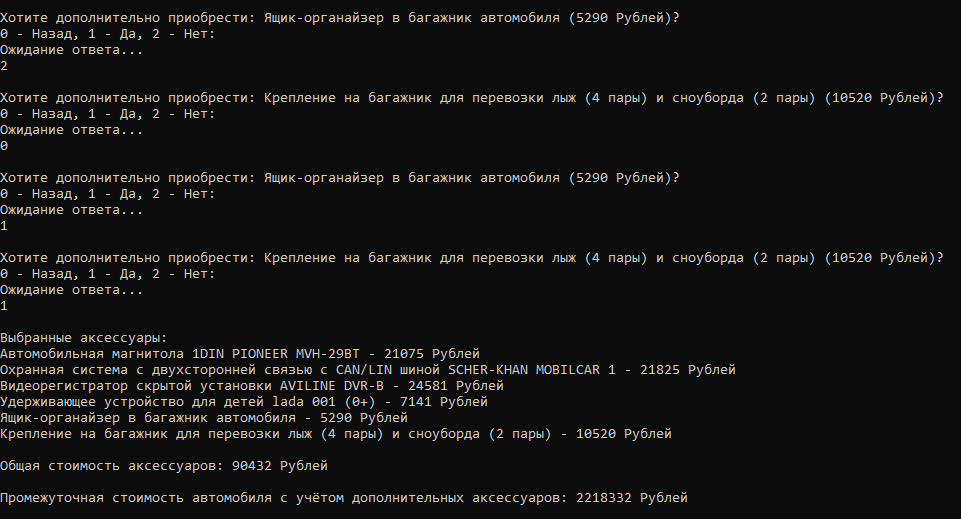 Хотите дополнительно приобрести: Ящик-органайзер в багажник автомобиля (5290 Рублей)?
0 - Назад, 1 - Да, 2 - Нет:
Ожидание ответа...
2
Хотите дополнительно приобрести: Крепление на багажник для перевозки лыж (4 пары) и сноуборда (2 пары) (10520 Рублей)?
0 - Назад, 1 - Да, 2 - Нет:
Ожидание ответа...
0
Хотите дополнительно приобрести: Ящик-органайзер в багажник автомобиля (5290 Рублей)?
0 - Назад, 1 - Да, 2 - Нет:
Ожидание ответа...
1
Хотите дополнительно приобрести: Крепление на багажник для перевозки лыж (4 пары) и сноуборда (2 пары) (10520 Рублей)?
0 - Назад, 1 - Да, 2 - Нет:
Ожидание ответа...
1
Выбранные аксессуары:
Автомобильная магнитола 1DIN PIONEER MVH-29BT - 21075 Рублей
Охранная система с двухсторонней связью с CAN/LIN шиной SCHER-KHAN MOBILCAR 1 - 21825 Рублей
Видеорегистратор скрытой установки AVILINE DVR-B - 24581 Рублей
Удерживающее устройство для детей lada 001 (0+) - 7141 Рублей
Ящик-органайзер в багажник автомобиля - 5290 Рублей
Крепление на багажник для перевозки лыж (4 пары) и сноуборда (2 пары) - 10520 Рублей
Общая стоимость аксессуаров: 90432 Рублей
Промежуточная стоимость автомобиля с учётом дополнительных аксессуаров: 2218332 Рублей